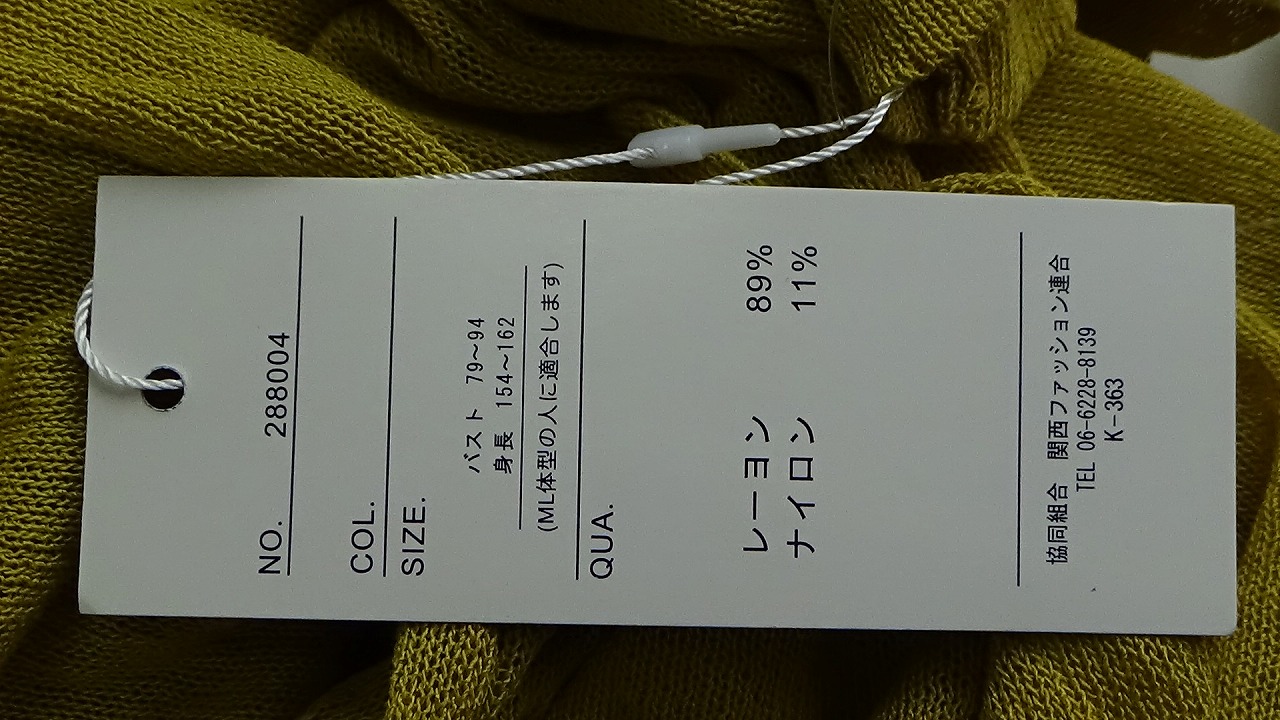 NO. 288004
COL.
SIZE.
バスト 79～94
身長 154～162
(ML体型の人に適合します)
QUA.
レーヨン 89%
ナイロン 11%
協同組合 関西ファッション連合
TEL 06-6228-8139
K-363